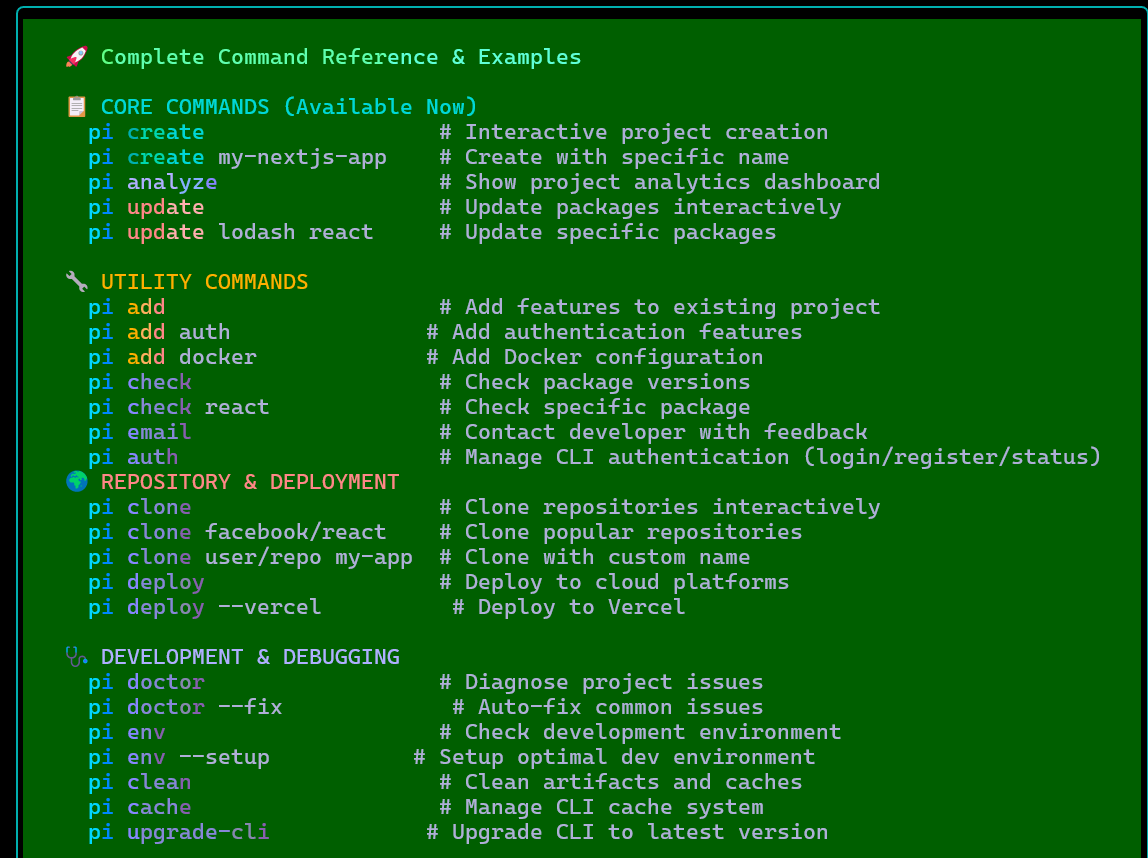 🚀 Complete Command Reference & Examples
📋 CORE COMMANDS (Available Now)
pi create # Interactive project creation
pi create my-nextjs-app # Create with specific name
pi analyze # Show project analytics dashboard
pi update # Update packages interactively
pi update lodash react # Update specific packages
🔧 UTILITY COMMANDS
pi add # Add features to existing project
pi add auth # Add authentication features
pi add docker # Add Docker configuration
pi check # Check package versions
pi check react # Check specific package
pi email # Contact developer with feedback
pi auth # Manage CLI authentication (login/register/status)
🌍 REPOSITORY & DEPLOYMENT
pi clone # Clone repositories interactively
pi clone facebook/react # Clone popular repositories
pi clone user/repo my-app # Clone with custom name
pi deploy # Deploy to cloud platforms
pi deploy --vercel # Deploy to Vercel
🩺 DEVELOPMENT & DEBUGGING
pi doctor # Diagnose project issues
pi doctor --fix # Auto-fix common issues
pi env # Check development environment
pi env --setup # Setup optimal dev environment
pi clean # Clean artifacts and caches
pi cache # Manage CLI cache system
pi upgrade-cli # Upgrade CLI to latest version